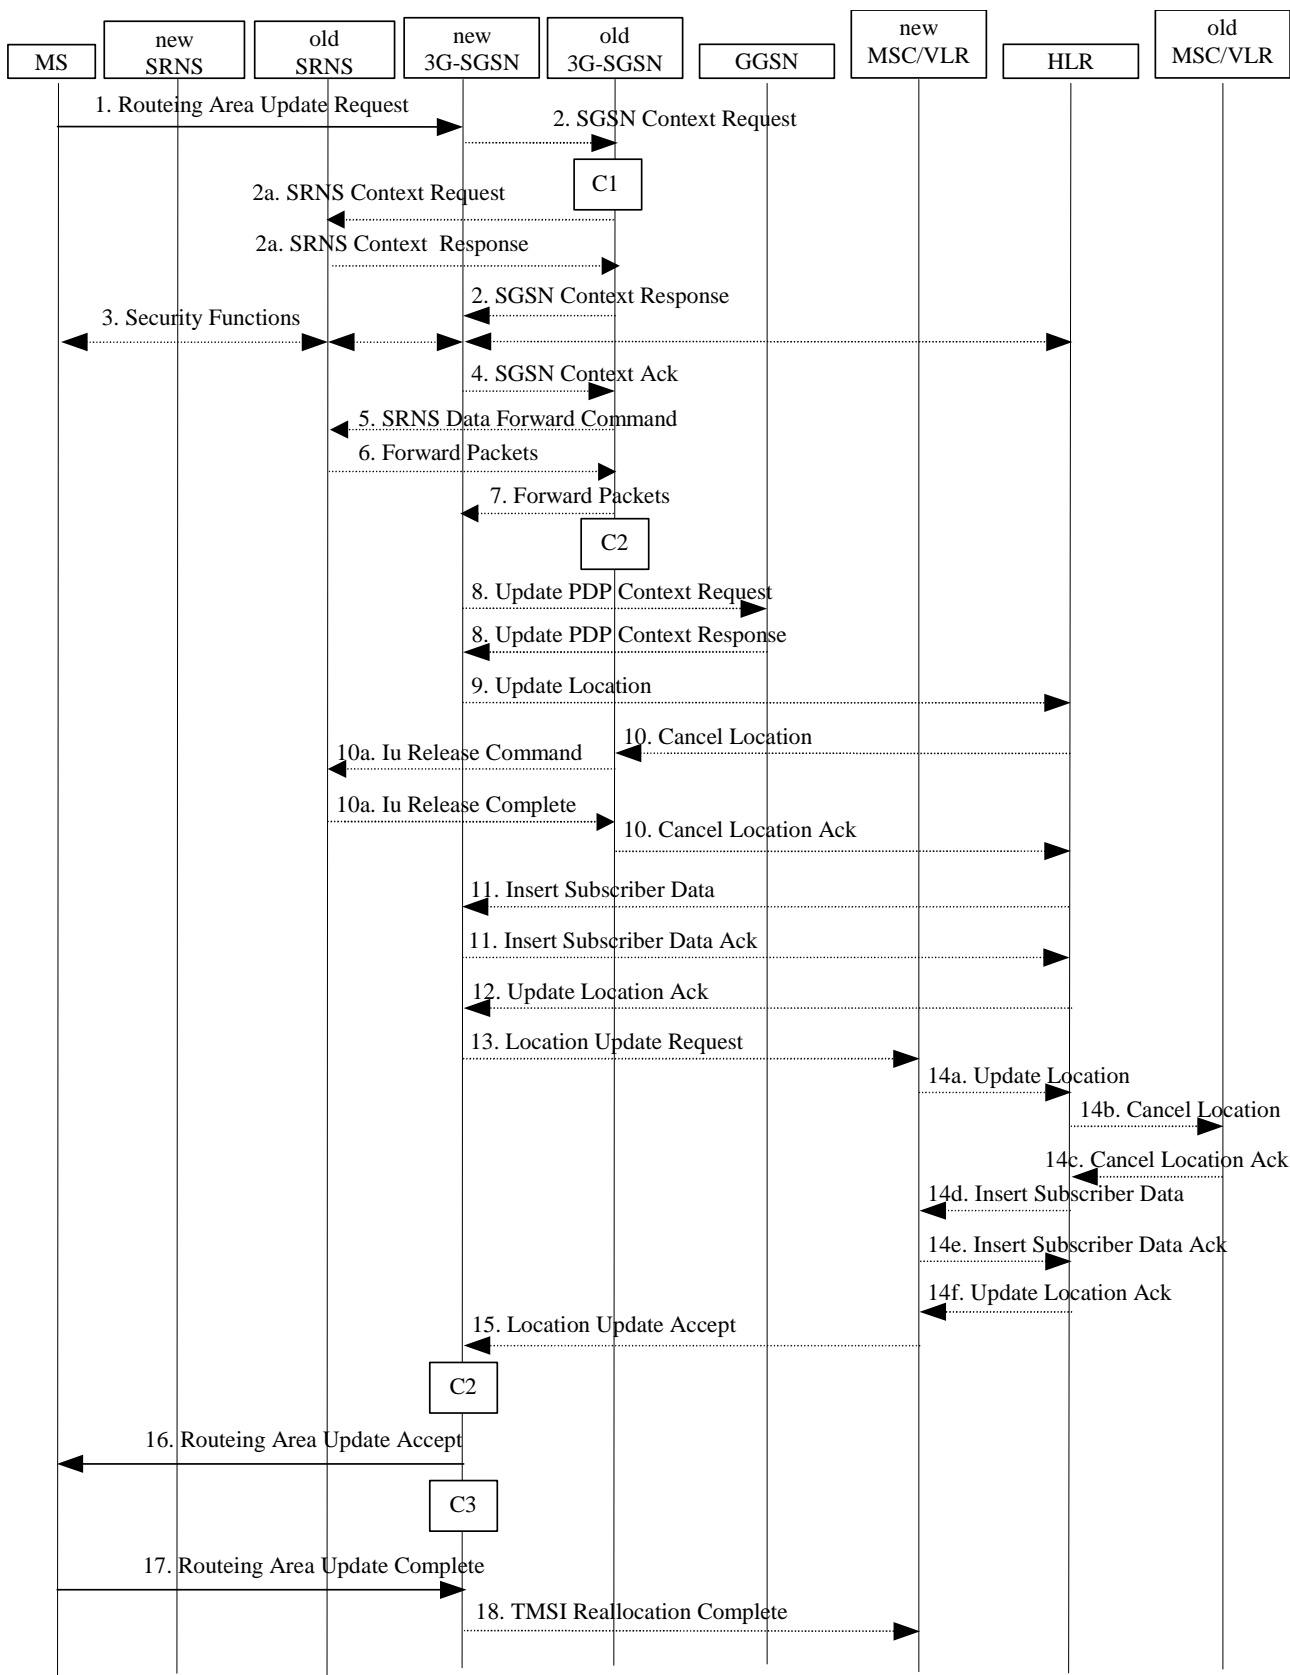 MS
new
SRNS
old
SRNS
new
3G-SGSN
old
3G-SGSN
GGSN
new
MSC/VLR
HLR
old
MSC/VLR
1. Routeing Area Update Request
2. SGSN Context Request
C1
2a. SRNS Context Request
2a. SRNS Context Response
2. SGSN Context Response
3. Security Functions
4. SGSN Context Ack
5. SRNS Data Forward Command
6. Forward Packets
7. Forward Packets
C2
8. Update PDP Context Request
8. Update PDP Context Response
9. Update Location
10. Cancel Location
10a. Iu Release Command
10a. Iu Release Complete
10. Cancel Location Ack
11. Insert Subscriber Data
11. Insert Subscriber Data Ack
12. Update Location Ack
13. Location Update Request
14a. Update Location
14b. Cancel Location
14c. Cancel Location Ack
14d. Insert Subscriber Data
14e. Insert Subscriber Data Ack
14f. Update Location Ack
15. Location Update Accept
C2
16. Routeing Area Update Accept
C3
17. Routeing Area Update Complete
18. TMSI Reallocation Complete